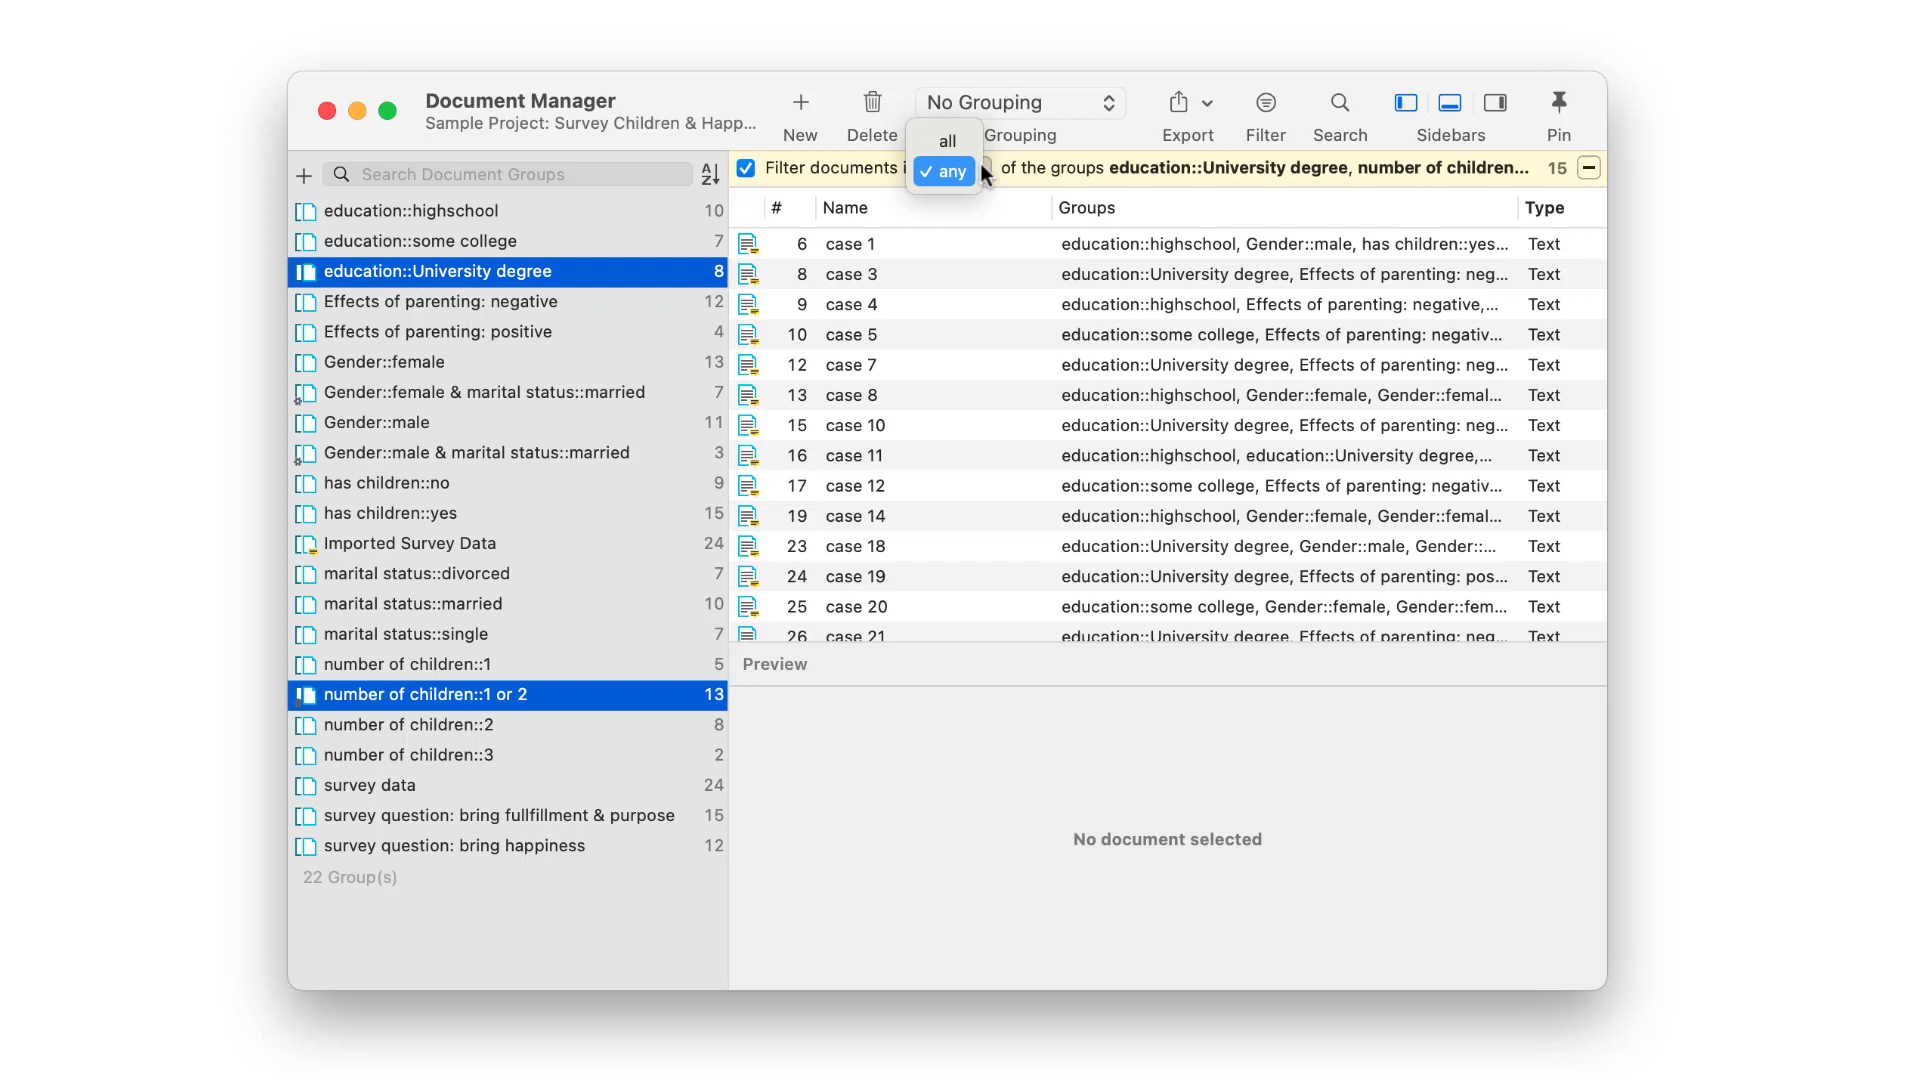 Document Manager
Sample Project: Survey Children & Happ...
New
Delete
No Grouping
Grouping
Export
Filter
Search
Sidebars
Pin
all
✓ any
Search Document Groups
Filter documents i
of the groups education::University degree, number of children... 15
education::highschool 10
education::some college 7
education::University degree 8
Effects of parenting: negative 12
Effects of parenting: positive 4
Gender::female 13
Gender::female & marital status::married 7
Gender::male 11
Gender::male & marital status::married 3
has children::no 9
has children::yes 15
Imported Survey Data 24
marital status::divorced 7
marital status::married 10
marital status::single 7
number of children::1 5
number of children::1 or 2 13
number of children::2 8
number of children::3 2
survey data 24
survey question: bring fullfillment & purpose 15
survey question: bring happiness 12
22 Group(s)
# Name Groups Type
6 case 1 education::highschool, Gender::male, has children::yes... Text
8 case 3 education::University degree, Effects of parenting: neg... Text
9 case 4 education::highschool, Effects of parenting: negative,... Text
10 case 5 education::some college, Effects of parenting: negativ... Text
12 case 7 education::University degree, Effects of parenting: neg... Text
13 case 8 education::highschool, Gender::female, Gender::femal... Text
15 case 10 education::University degree, Effects of parenting: neg... Text
16 case 11 education::highschool, education::University degree,... Text
17 case 12 education::some college, Effects of parenting: negativ... Text
19 case 14 education::highschool, Gender::female, Gender::femal... Text
23 case 18 education::University degree, Gender::male, Gender::... Text
24 case 19 education::University degree, Effects of parenting: pos... Text
25 case 20 education::some college, Gender::female, Gender::fem... Text
26 case 21 education::University degree, Effects of parenting: neg... Text
Preview
No document selected